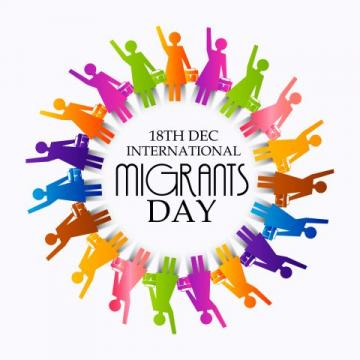 18TH DEC
INTERNATIONAL
MIGRANTS
DAY